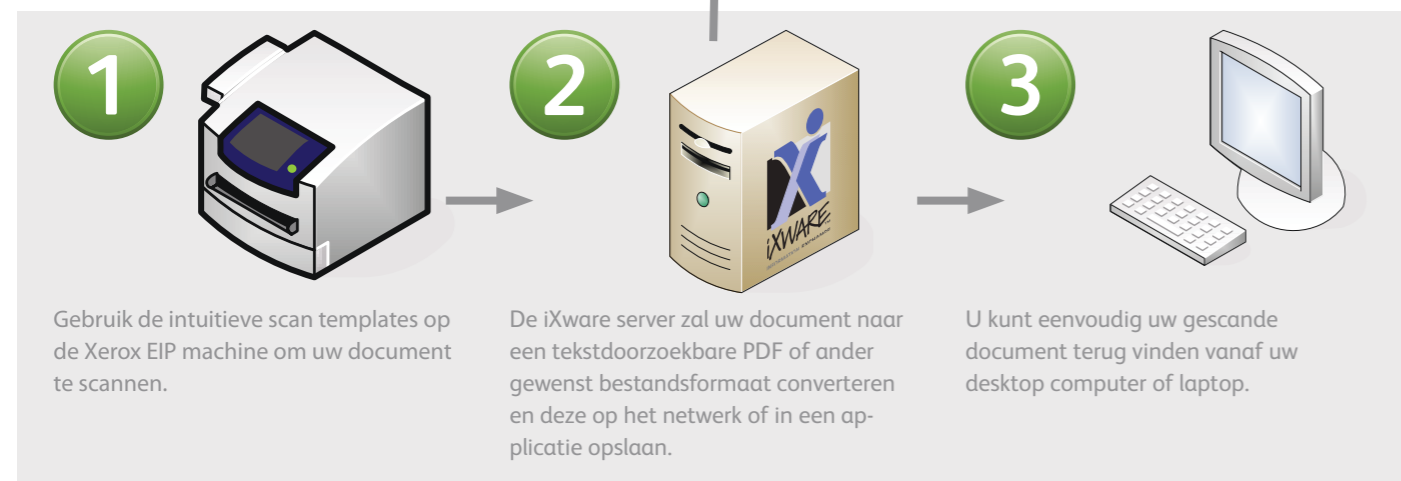 1
Gebruik de intuitieve scan templates op
de Xerox EIP machine om uw document
te scannen.
2
iXWARE
De iXware server zal uw document naar
een tekstdoorzoekbare PDF of ander
gewenst bestandsformaat converteren
en deze op het netwerk of in een ap-
plicatie opslaan.
3
U kunt eenvoudig uw gescande
document terug vinden vanaf uw
desktop computer of laptop.